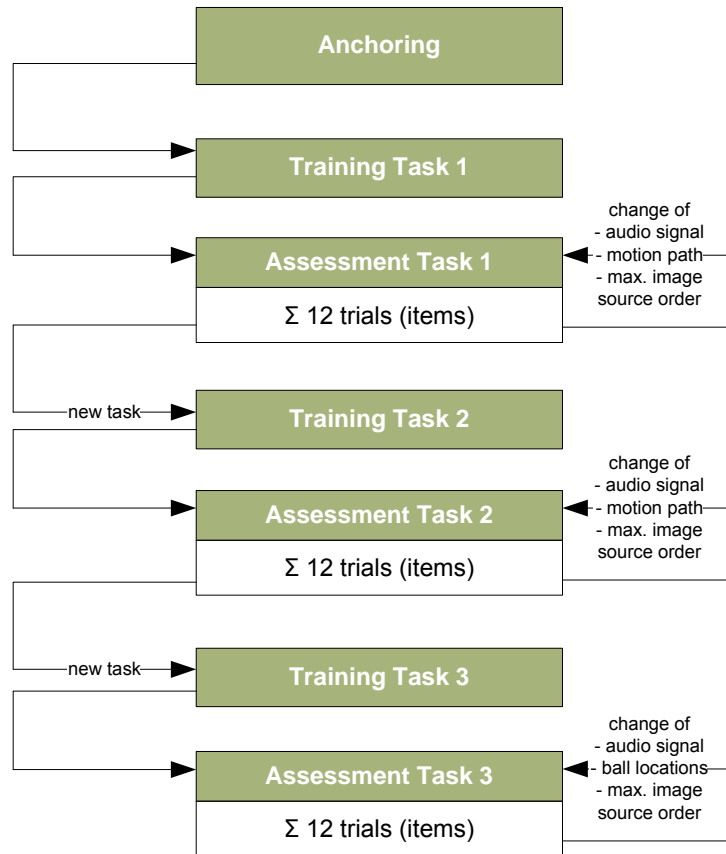 Anchoring
Training Task 1
change of
- audio signal
- motion path
- max. image
source order
Assessment Task 1
Σ 12 trials (items)
new task
Training Task 2
change of
- audio signal
- motion path
- max. image
source order
Assessment Task 2
Σ 12 trials (items)
new task
Training Task 3
change of
- audio signal
- ball locations
- max. image
source order
Assessment Task 3
Σ 12 trials (items)